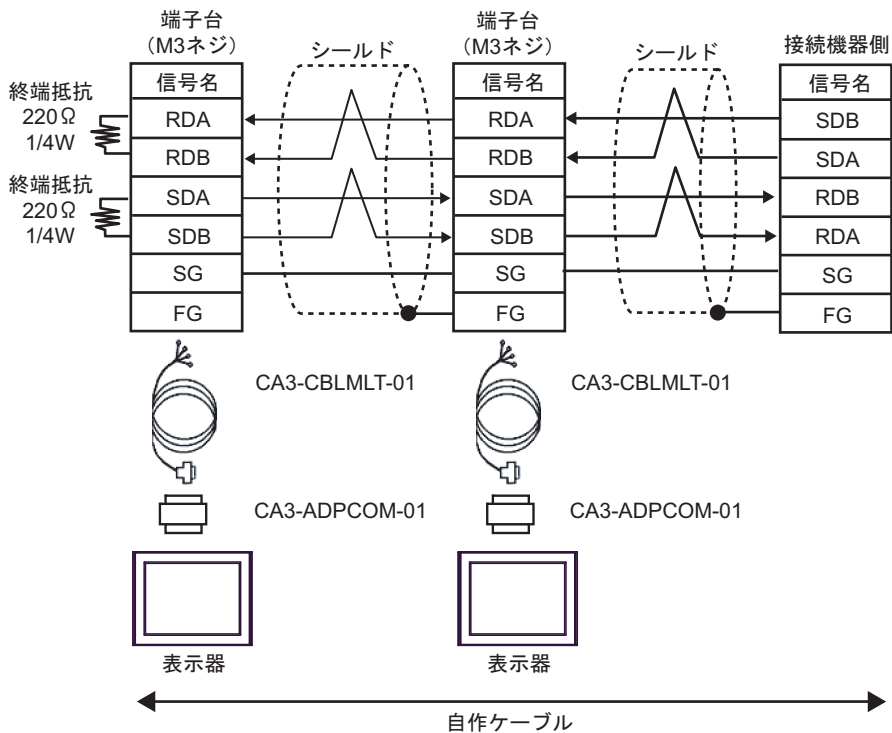 端子台
(M3ネジ)
シールド
端子台
(M3ネジ)
シールド
接続機器側
終端抵抗
220Ω
1/4W
終端抵抗
220Ω
1/4W
信号名
RDA
RDB
SDA
SDB
SG
FG
信号名
RDA
RDB
SDA
SDB
SG
FG
信号名
SDB
SDA
RDB
RDA
SG
FG
CA3-CBLMLT-01
CA3-CBLMLT-01
CA3-ADPCOM-01
CA3-ADPCOM-01
表示器
表示器
自作ケーブル